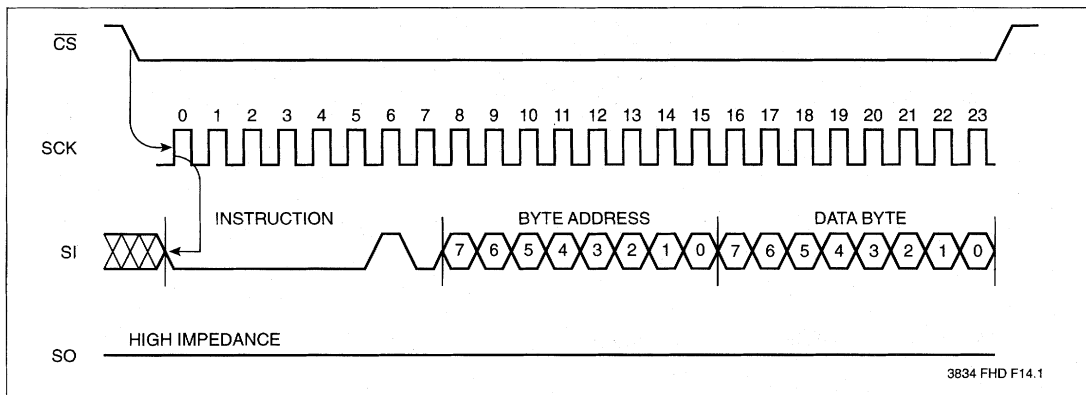 CS
0 1 2 3 4 5 6 7 8 9 10 11 12 13 14 15 16 17 18 19 20 21 22 23
SCK
INSTRUCTION BYTE ADDRESS DATA BYTE
SI 7 6 5 4 3 2 1 0 7 6 5 4 3 2 1 0
HIGH IMPEDANCE
SO
3834 FHD F14.1